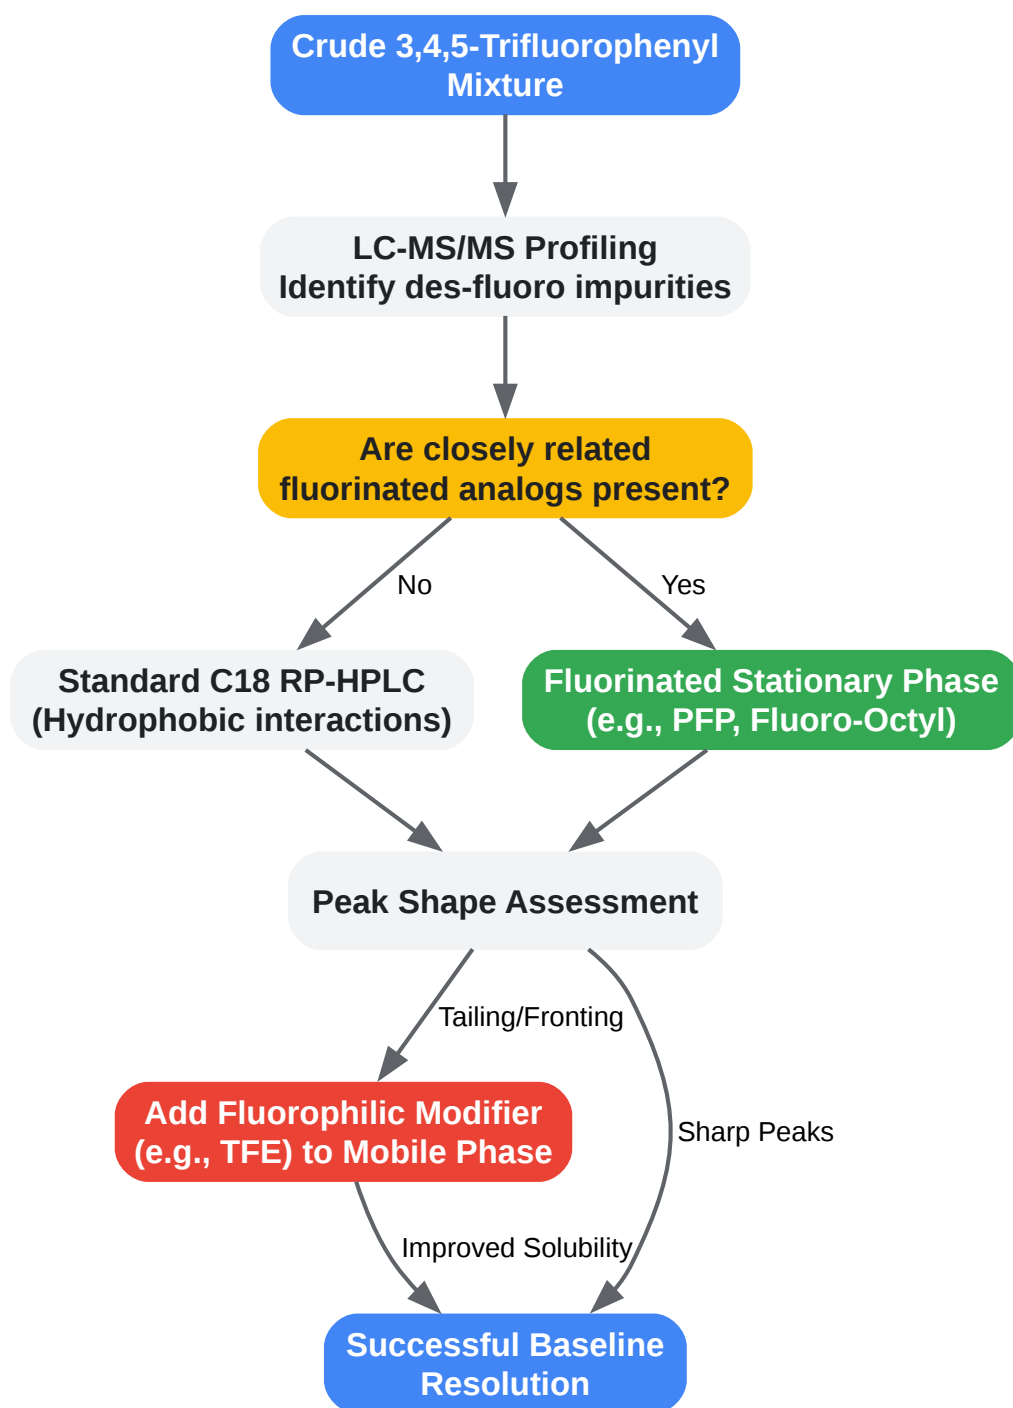 Crude 3,4,5-Trifluorophenyl
Mixture
LC-MS/MS Profiling
Identify des-fluoro impurities
Are closely related
fluorinated analogs present?
No
Yes
Standard C18 RP-HPLC
(Hydrophobic interactions)
Fluorinated Stationary Phase
(e.g., PFP, Fluoro-Octyl)
Peak Shape Assessment
Tailing/Fronting
Add Fluorophilic Modifier
(e.g., TFE) to Mobile Phase
Sharp Peaks
Improved Solubility
Successful Baseline
Resolution